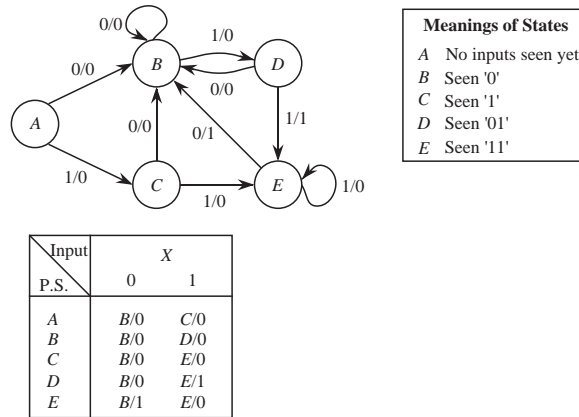 0/0
1/0
0/0
B
D
0/0
A
0/0
0/1
1/1
1/0
C
E
1/0
1/0
Meanings of States
A No inputs seen yet
B Seen '0'
C Seen '1'
D Seen '01'
E Seen '11'
Input X
P.S. 0 1
A B/0 C/0
B B/0 D/0
C B/0 E/0
D B/0 E/1
E B/1 E/0